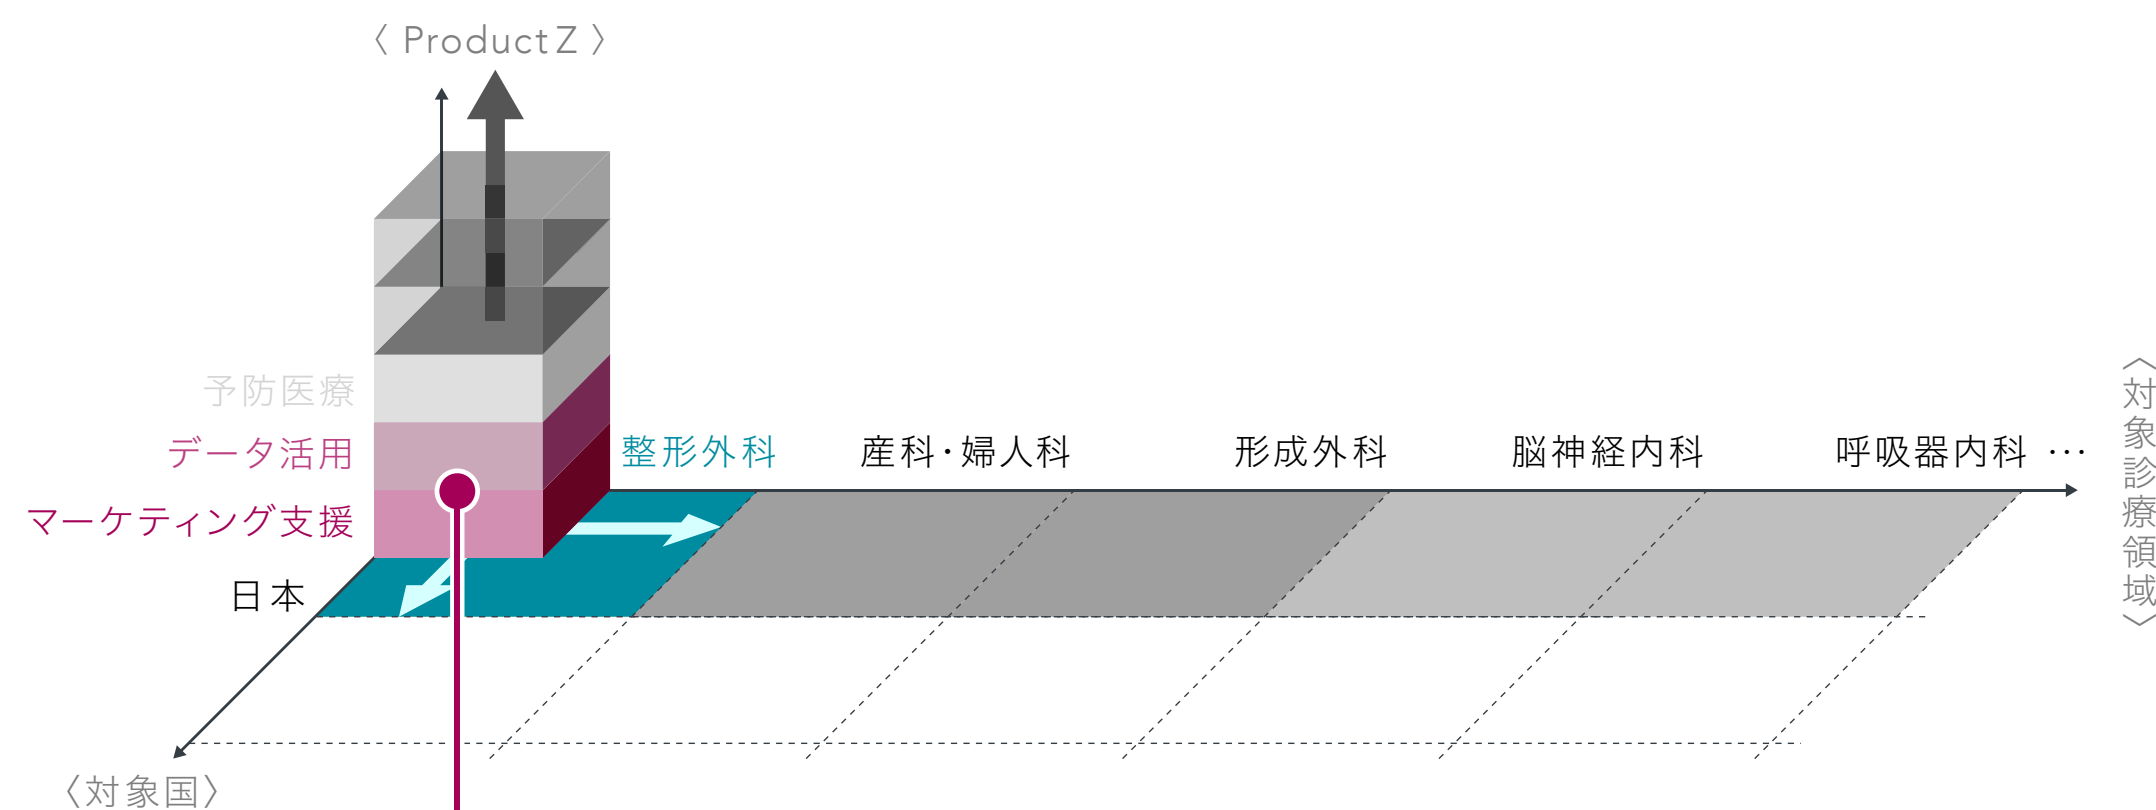 〈 Product Z 〉
予防医療
データ活用
マーケティング支援
整形外科
産科・婦人科
形成外科
脳神経内科
呼吸器内科 …
〈対象診療領域〉
日本
〈対象国〉